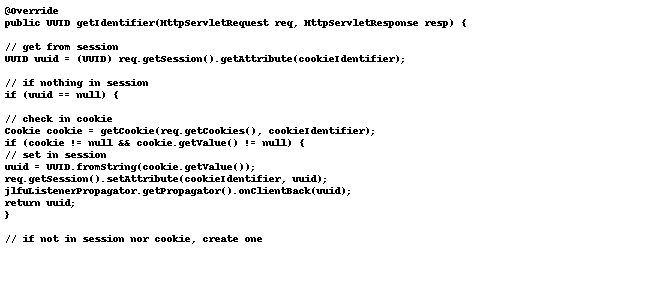 @Override
public UUID getIdentifier(HttpServletRequest req, HttpServletResponse resp) {
// get from session
UUID uuid = (UUID) req.getSession().getAttribute(cookieIdentifier);
// if nothing in session
if (uuid == null) {
// check in cookie
Cookie cookie = getCookie(req.getCookies(), cookieIdentifier);
if (cookie != null && cookie.getValue() != null) {
// set in session
uuid = UUID.fromString(cookie.getValue());
req.getSession().setAttribute(cookieIdentifier, uuid);
jlfuListenerPropagator.getPropagator().onClientBack(uuid);
return uuid;
}
// if not in session nor cookie, create one